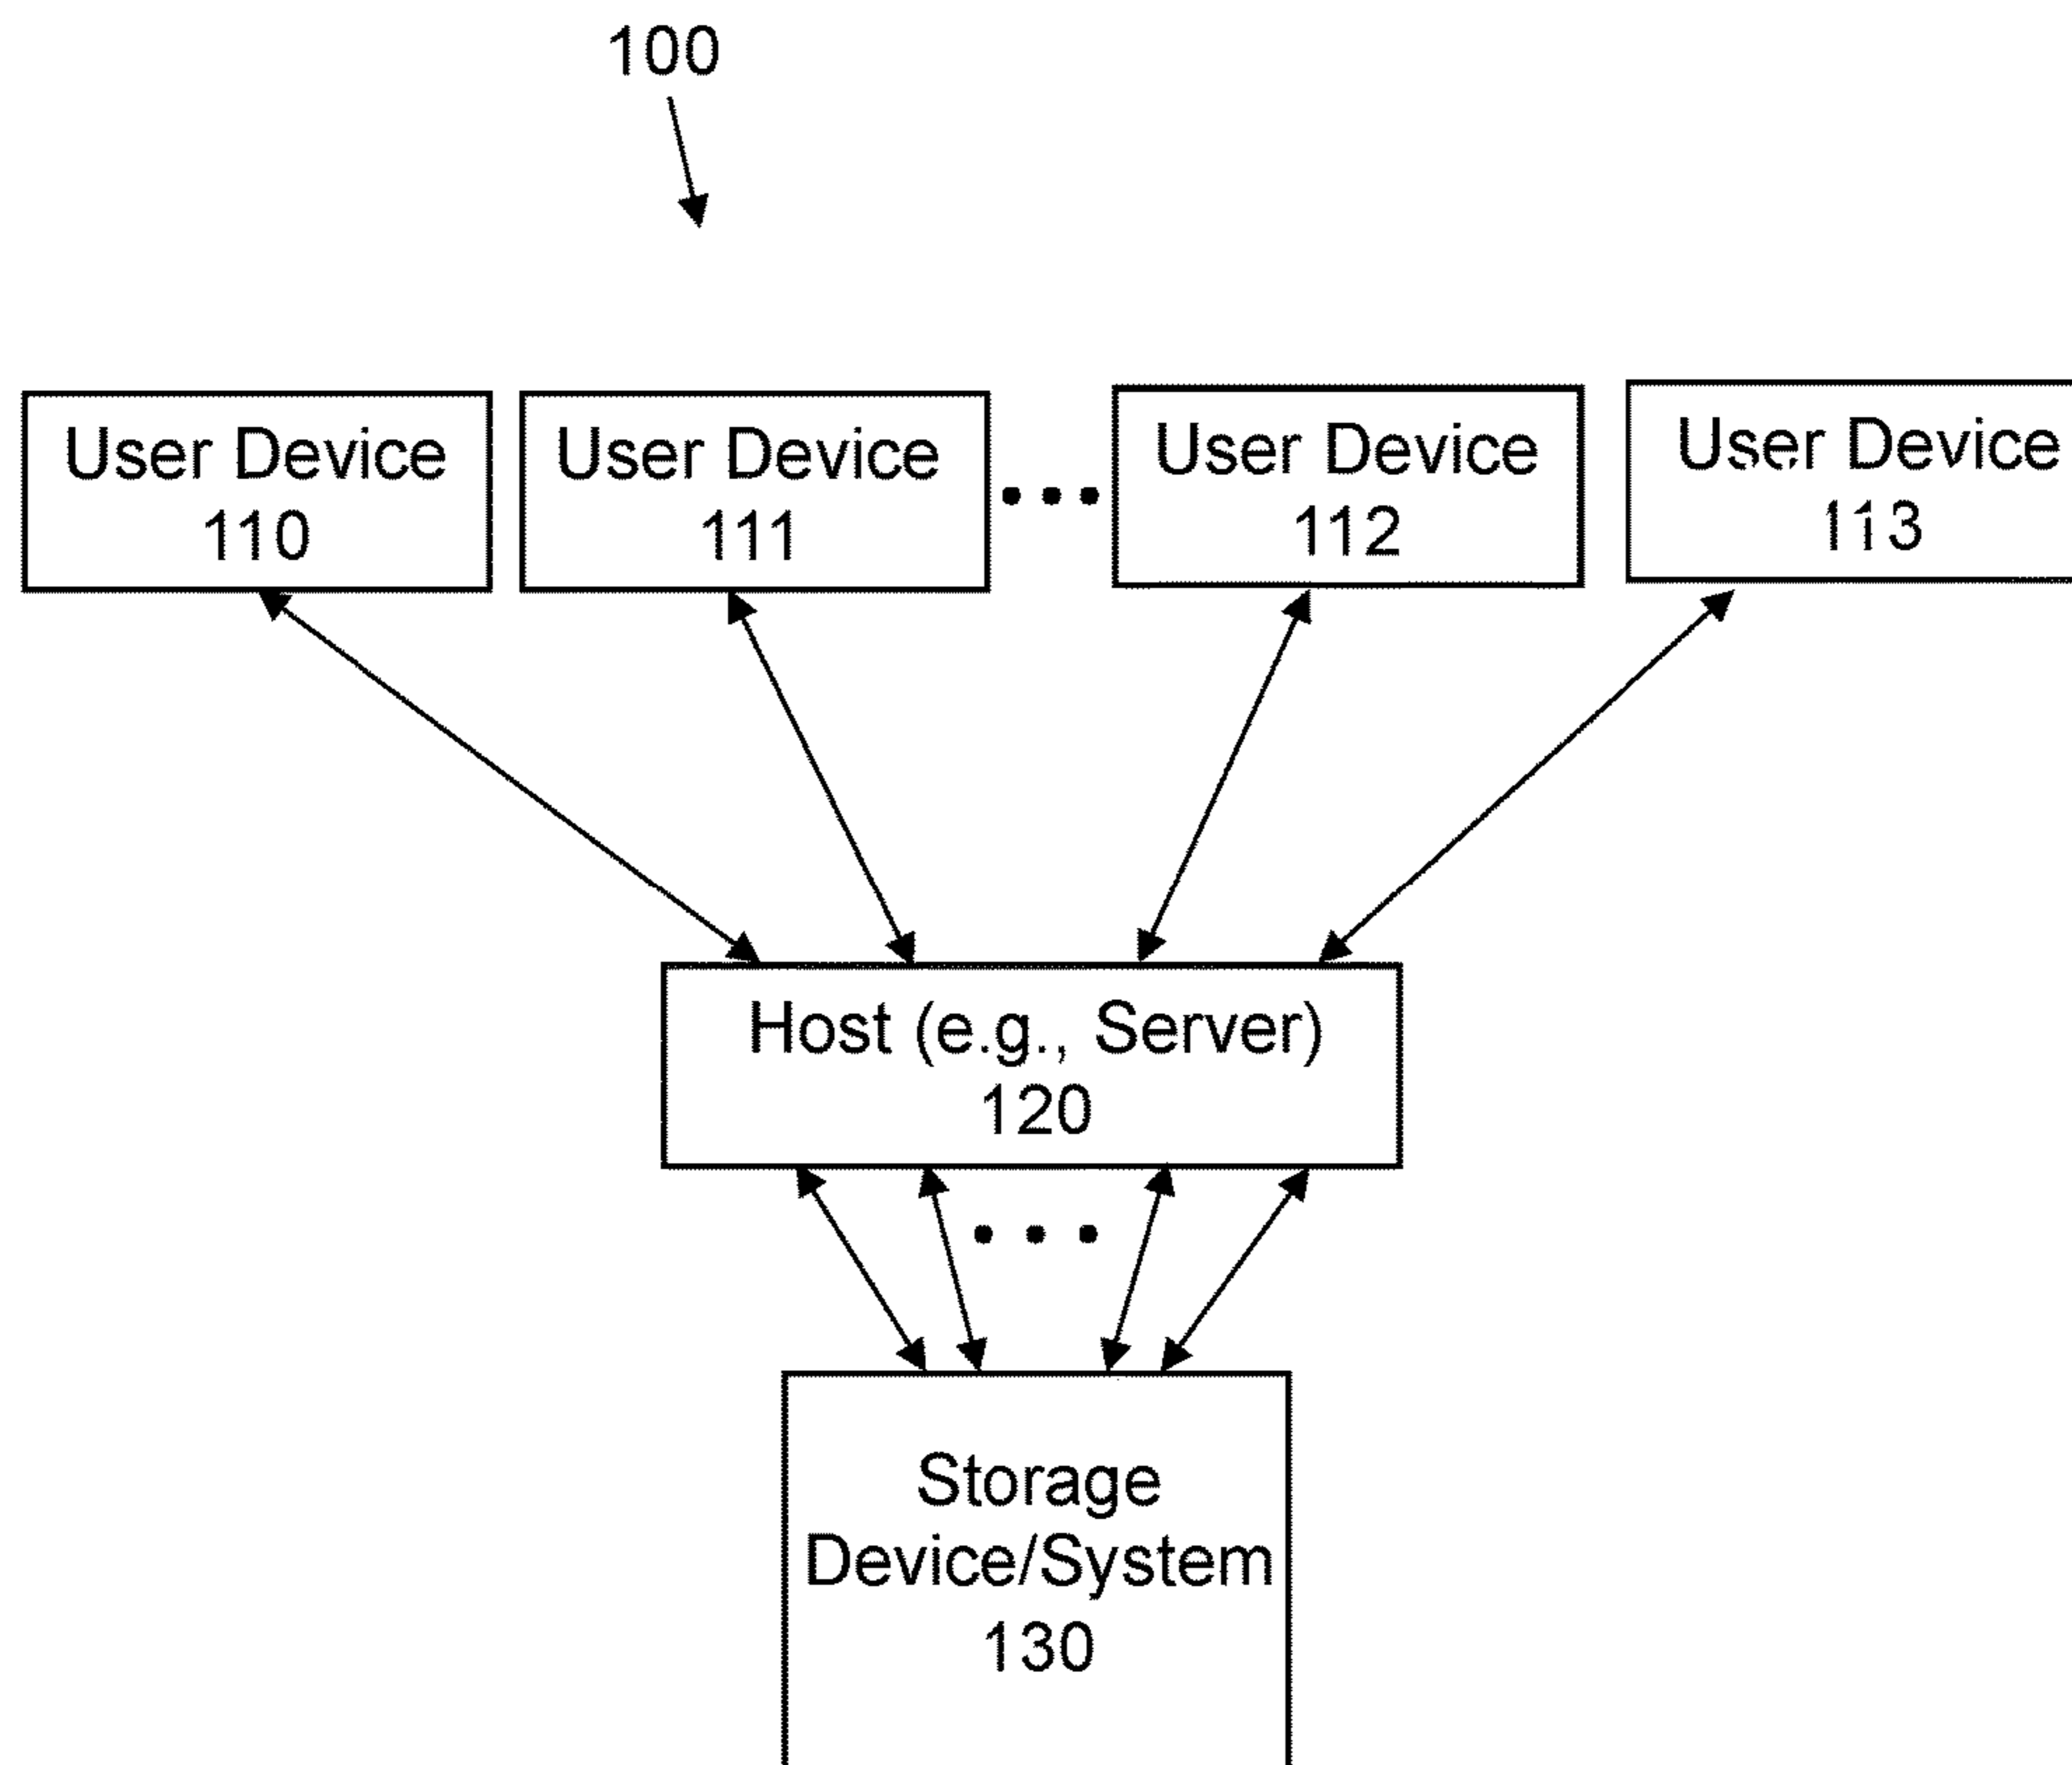 100
User Device
110
User Device
111
User Device
112
User Device
113
Host (e.g., Server)
120
Storage
Device/System
130